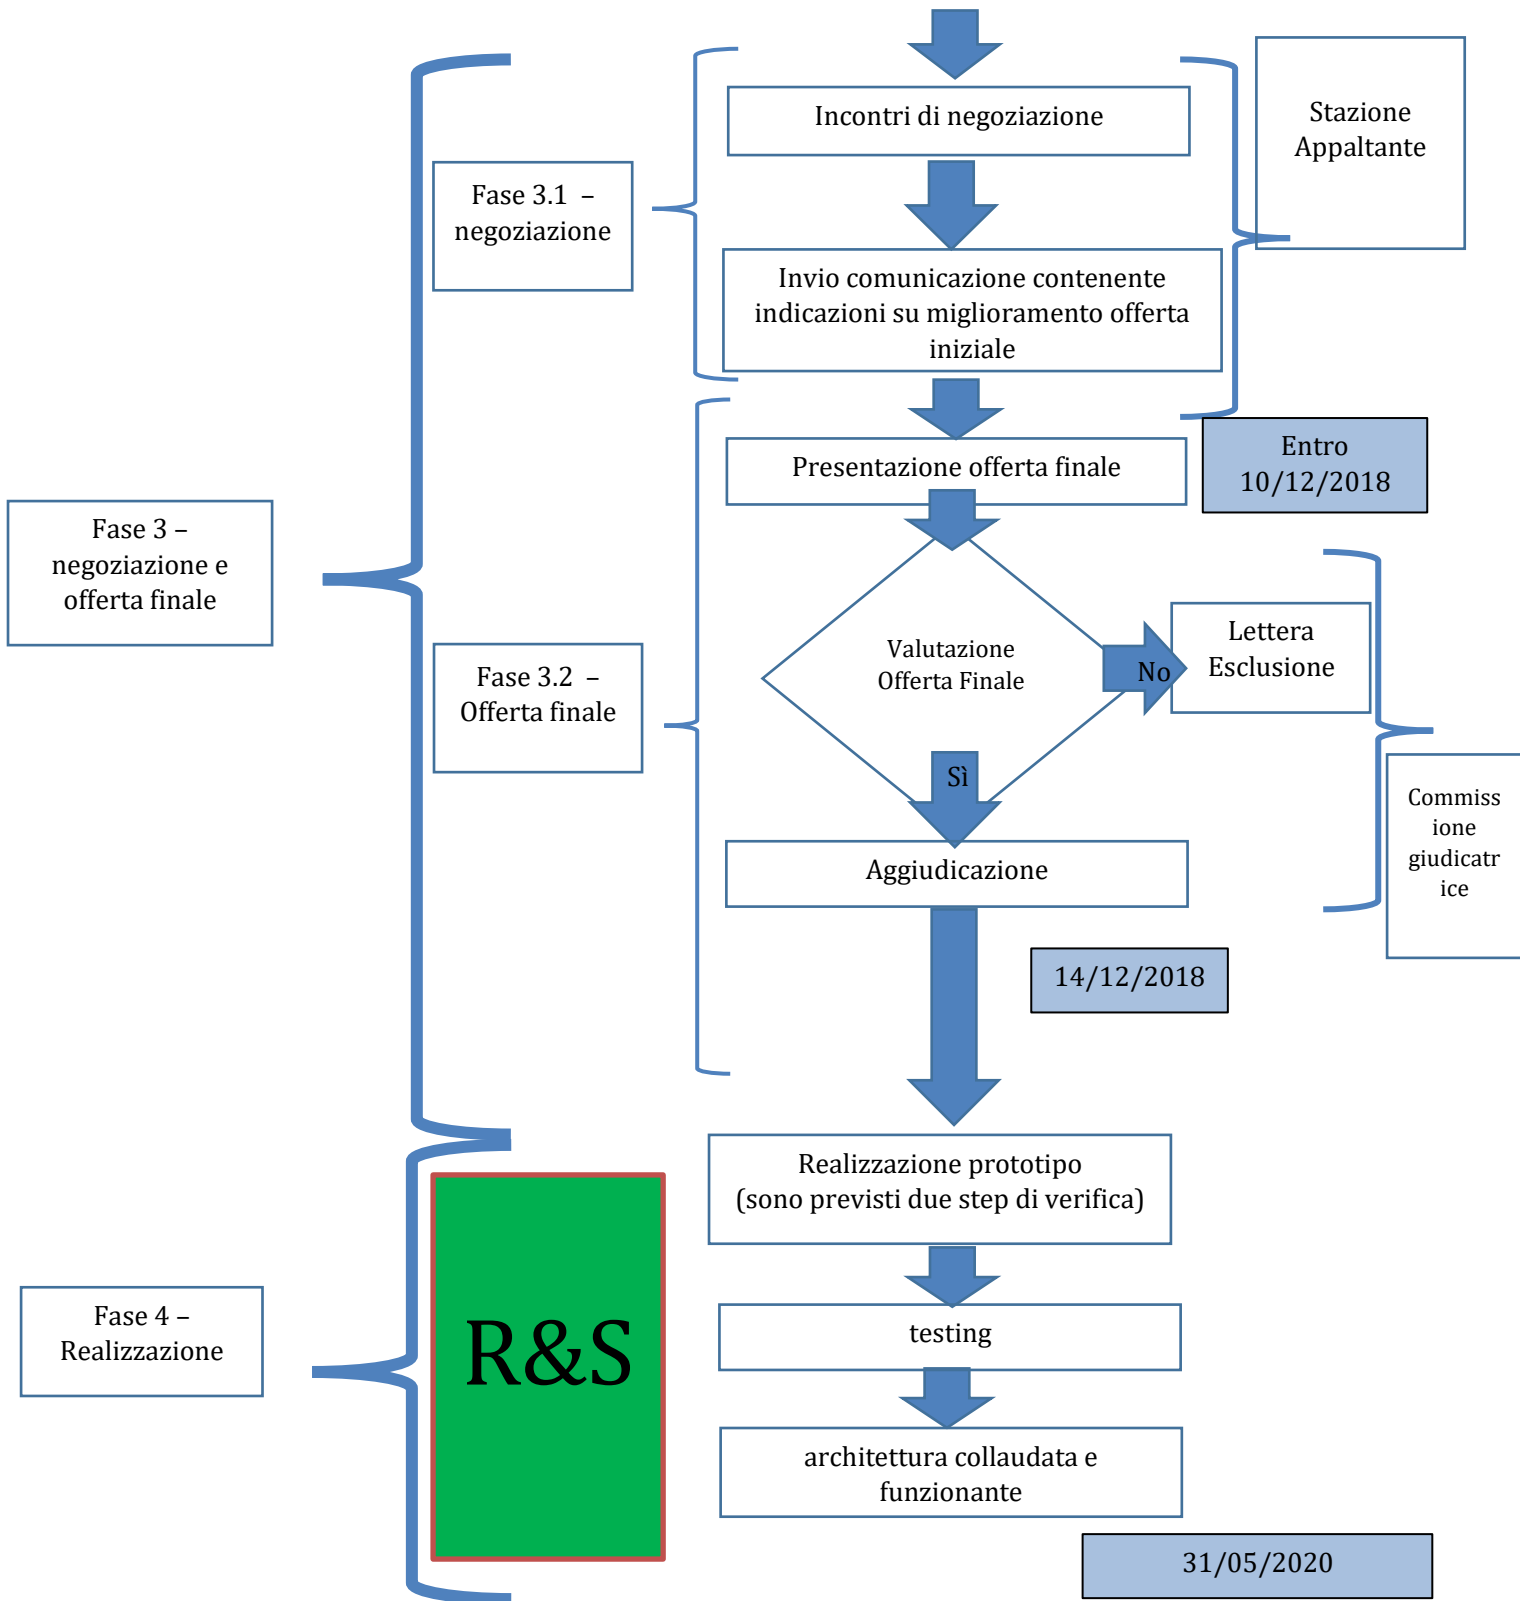 Incontri di negoziazione
Stazione
Appaltante
Fase 3.1 –
negoziazione
Invio comunicazione contenente
indicazioni su miglioramento offerta
iniziale
Presentazione offerta finale
Entro
10/12/2018
Fase 3 –
negoziazione e
offerta finale
Fase 3.2 –
Offerta finale
Valutazione
Offerta Finale
No
Lettera
Esclusione
Sì
Commiss
ione
giudicatr
ice
Aggiudicazione
14/12/2018
Realizzazione prototipo
(sono previsti due step di verifica)
Fase 4 –
Realizzazione
R&S
testing
architettura collaudata e
funzionante
31/05/2020